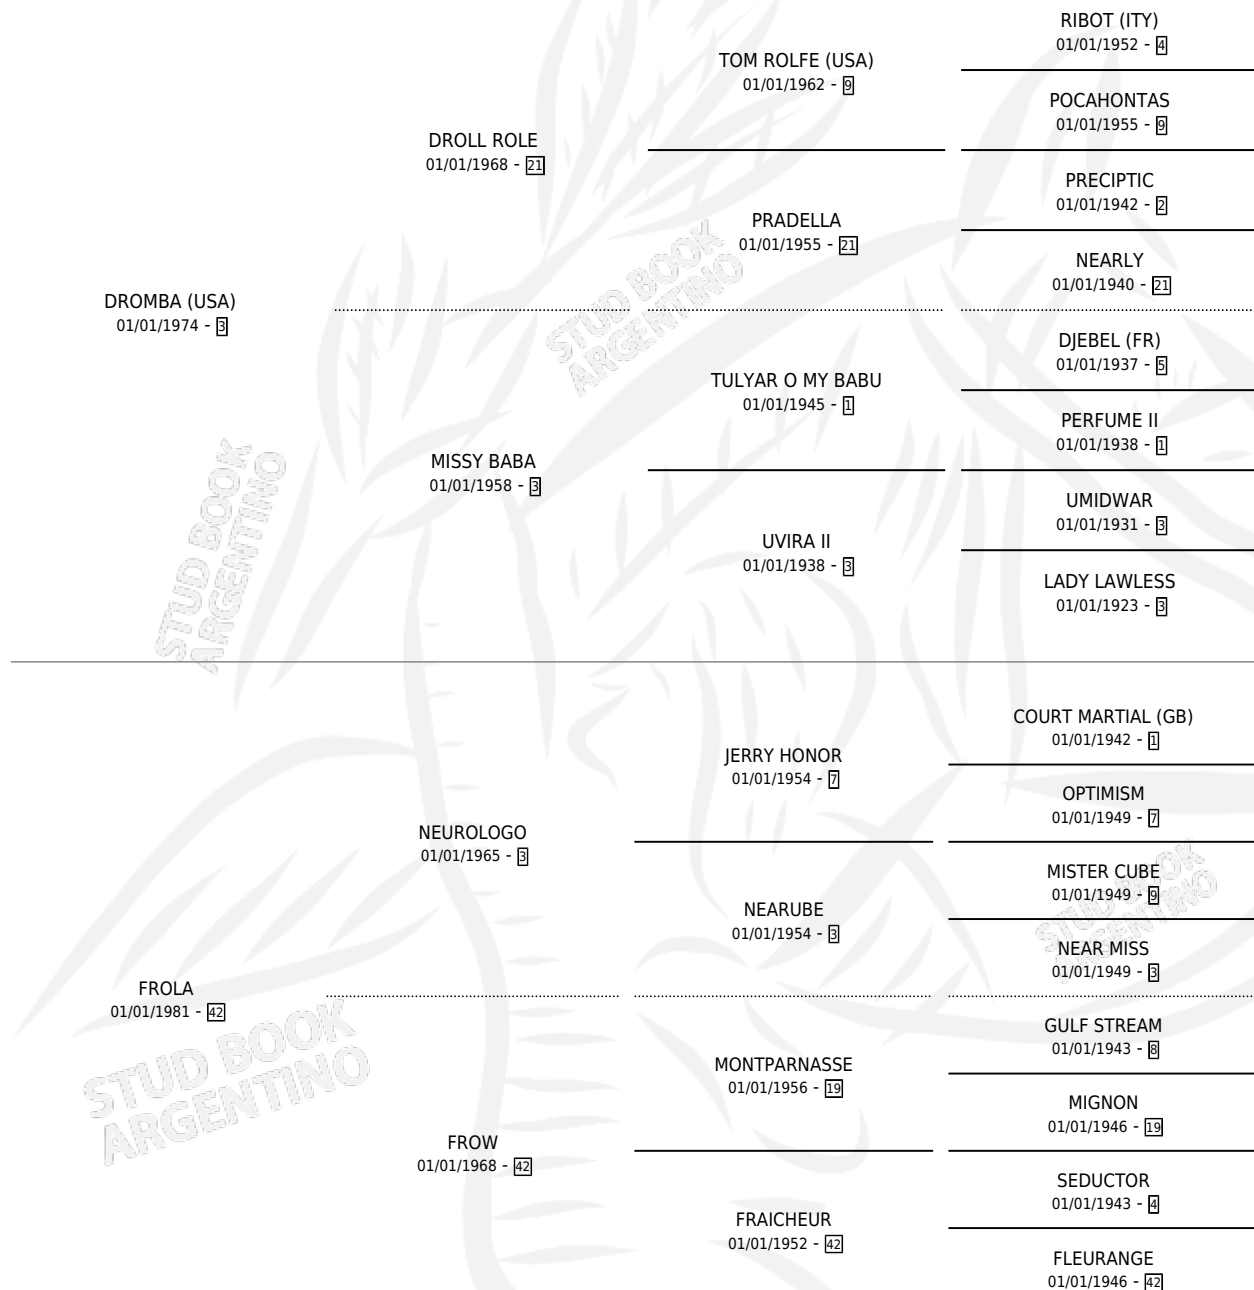 RIBOT (ITY)
01/01/1952 - 4
TOM ROLFE (USA)
01/01/1962 - 9
POCAHONTAS
01/01/1955 - 9
DROLL ROLE
01/01/1968 - 21
PRECIPTIC
01/01/1942 - 2
PRADELLA
01/01/1955 - 21
NEARLY
01/01/1940 - 21
DROMBA (USA)
01/01/1974 - 3
DJEBEL (FR)
01/01/1937 - 5
TULYAR O MY BABU
01/01/1945 - 1
PERFUME II
01/01/1938 - 1
MISSY BABA
01/01/1958 - 3
UMIDWAR
01/01/1931 - 3
UVIRA II
01/01/1938 - 3
LADY LAWLESS
01/01/1923 - 3
COURT MARTIAL (GB)
01/01/1942 - 1
JERRY HONOR
01/01/1954 - 7
OPTIMISM
01/01/1949 - 7
NEUROLOGO
01/01/1965 - 3
MISTER CUBE
01/01/1949 - 9
NEARUBE
01/01/1954 - 3
NEAR MISS
01/01/1949 - 3
FROLA
01/01/1981 - 42
GULF STREAM
01/01/1943 - 8
MONTPARNASSE
01/01/1956 - 19
MIGNON
01/01/1946 - 19
FROW
01/01/1968 - 42
SEDUCTOR
01/01/1943 - 4
FRAICHEUR
01/01/1952 - 42
FLEURANGE
01/01/1946 - 42
STUD BOOK
ARGENTINO
STUD BOOK
ARGENTINO
STUD BOOK
ARGENTINO
STUD BOOK
ARGENTINO